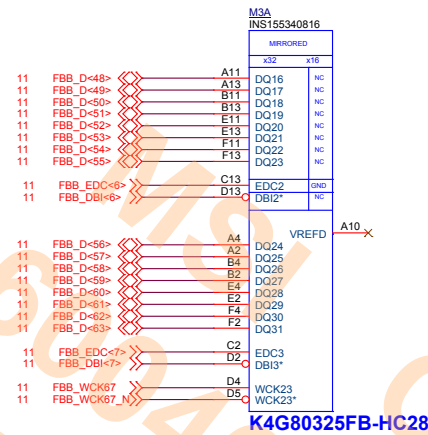 M3A
INS155340816
MIRRORED
x32 x16
11 FBB_D<48> A11 DQ16 NC
11 FBB_D<49> A13 DQ17 NC
11 FBB_D<50> B11 DQ18 NC
11 FBB_D<51> B13 DQ19 NC
11 FBB_D<52> E11 DQ20 NC
11 FBB_D<53> E13 DQ21 NC
11 FBB_D<54> F11 DQ22 NC
11 FBB_D<55> F13 DQ23 NC
11 FBB_EDC<6> C13 EDC2 GND
11 FBB_DBI<6> D13 DBI2* NC
VREFD A10
11 FBB_D<56> A4 DQ24
11 FBB_D<57> A2 DQ25
11 FBB_D<58> B4 DQ26
11 FBB_D<59> B2 DQ27
11 FBB_D<60> E4 DQ28
11 FBB_D<61> E2 DQ29
11 FBB_D<62> F4 DQ30
11 FBB_D<63> F2 DQ31
11 FBB_EDC<7> C2 EDC3
11 FBB_DBI<7> D2 DBI3*
11 FBB_WCK67 D4 WCK23
11 FBB_WCK67_N D5 WCK23*
K4G80325FB-HC28
MSI